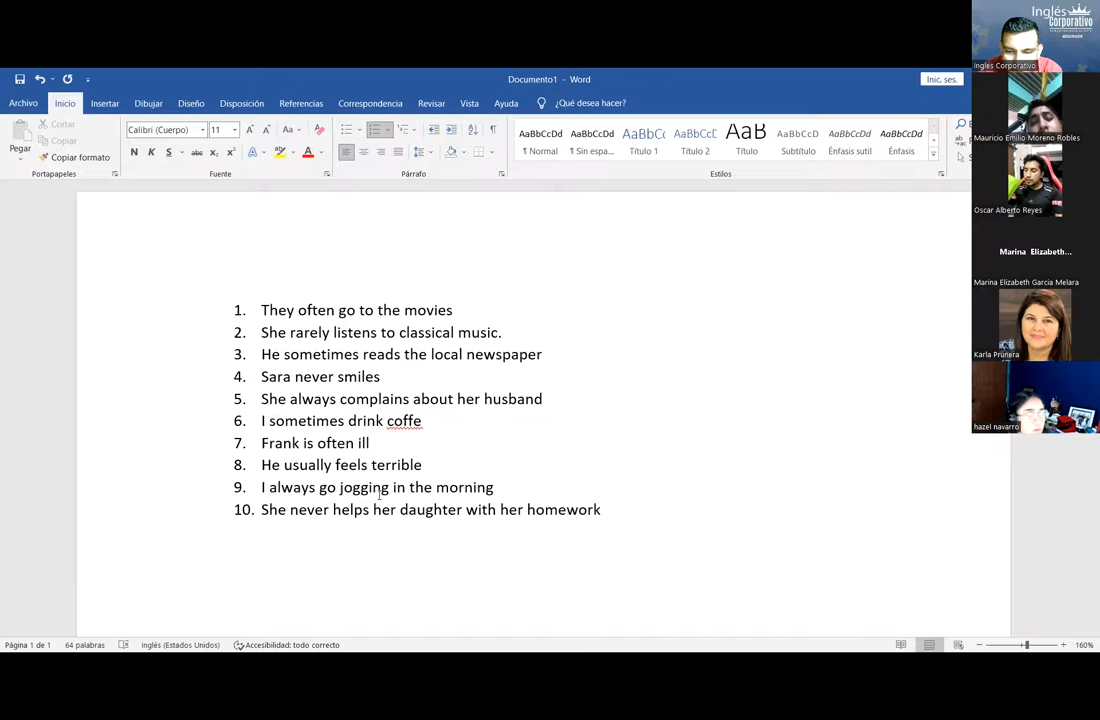 Inglés
Corporativo
BEGINNER
Ingles Corporativo
Documento1 - Word
Inic. ses.
Archivo Inicio Insertar Dibujar Diseño Disposición Referencias Correspondencia Revisar Vista Ayuda ¿Qué desea hacer?
Pegar
Cortar
Copiar
Copiar formato
Portapapeles
Calibri (Cuerpo) 11
Fuente
Párrafo
AaBbCcDd AaBbCcDd AaBbCc AaBbCcE AaB AaBbCcD AaBbCcDd AaBbCcDd
¶ Normal ¶ Sin espa... Título 1 Título 2 Título Subtítulo Énfasis sutil Énfasis
Estilos
Mauricio Emilio Moreno Robles
Oscar Alberto Reyes
Marina Elizabeth...
Marina Elizabeth Garcia Melara
Karla Prunera
hazel navarro
1. They often go to the movies
2. She rarely listens to classical music.
3. He sometimes reads the local newspaper
4. Sara never smiles
5. She always complains about her husband
6. I sometimes drink coffe
7. Frank is often ill
8. He usually feels terrible
9. I always go jogging in the morning
10. She never helps her daughter with her homework
Página 1 de 1 64 palabras Inglés (Estados Unidos) Accesibilidad: todo correcto 160%